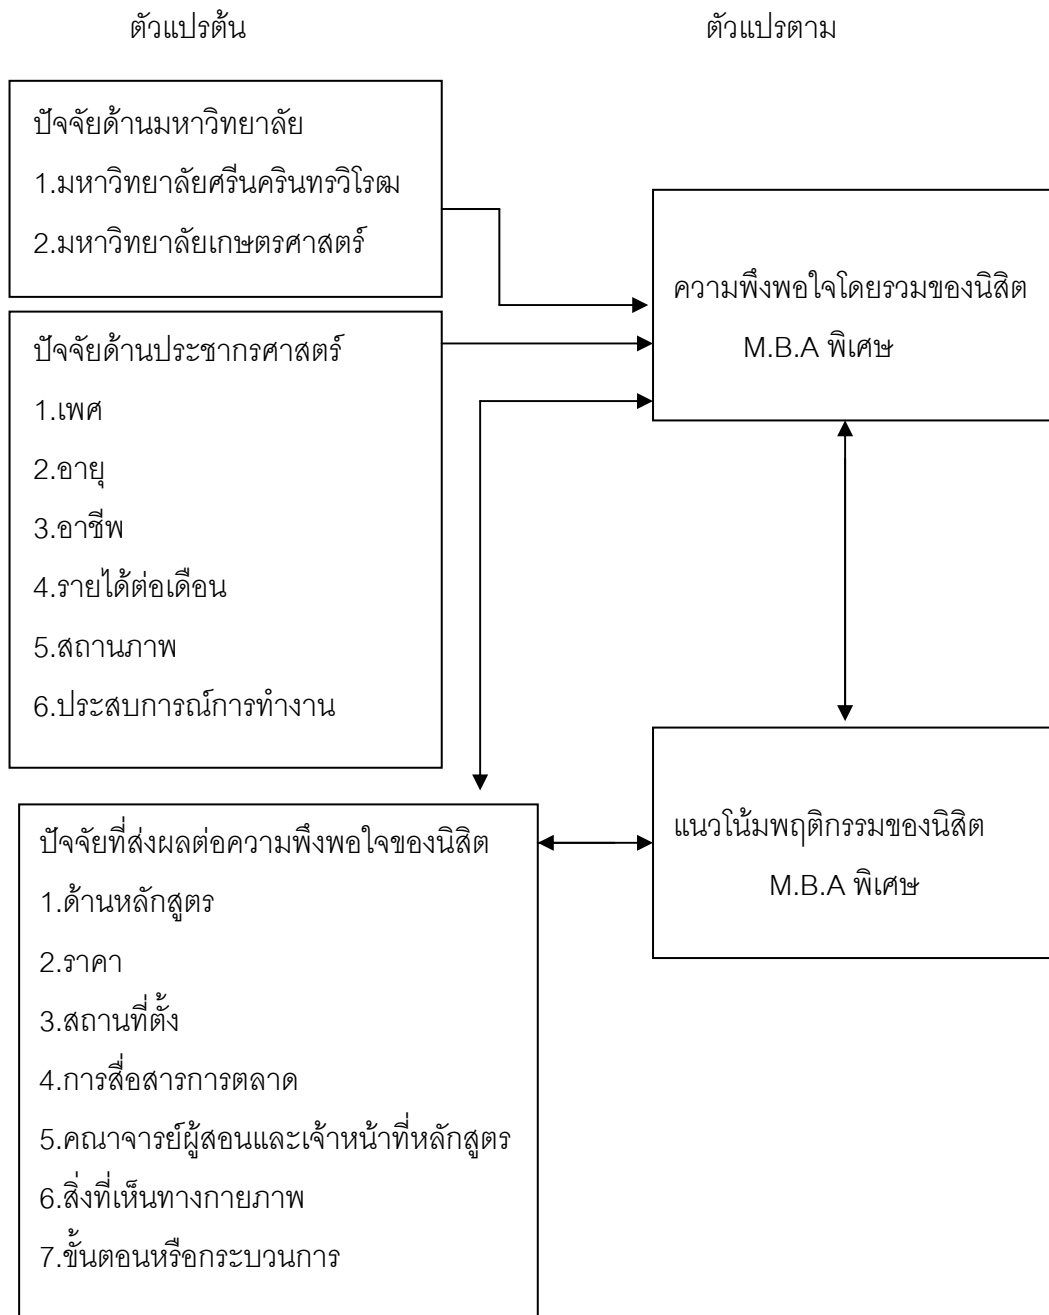 ตัวแปรต้น
ตัวแปรตาม
ปัจจัยด้านมหาวิทยาลัย
1.มหาวิทยาลัยศรีนครินทรวิโรฒ
2.มหาวิทยาลัยเกษตรศาสตร์
ปัจจัยด้านประชากรศาสตร์
1.เพศ
2.อายุ
3.อาชีพ
4.รายได้ต่อเดือน
5.สถานภาพ
6.ประสบการณ์การทำงาน
ปัจจัยที่ส่งผลต่อความพึงพอใจของนิสิต
1.ด้านหลักสูตร
2.ราคา
3.สถานที่ตั้ง
4.การสื่อสารการตลาด
5.คณาจารย์ผู้สอนและเจ้าหน้าที่หลักสูตร
6.สิ่งที่เห็นทางกายภาพ
7.ขั้นตอนหรือกระบวนการ
ความพึงพอใจโดยรวมของนิสิต
M.B.A พิเศษ
แนวโน้มพฤติกรรมของนิสิต
M.B.A พิเศษ